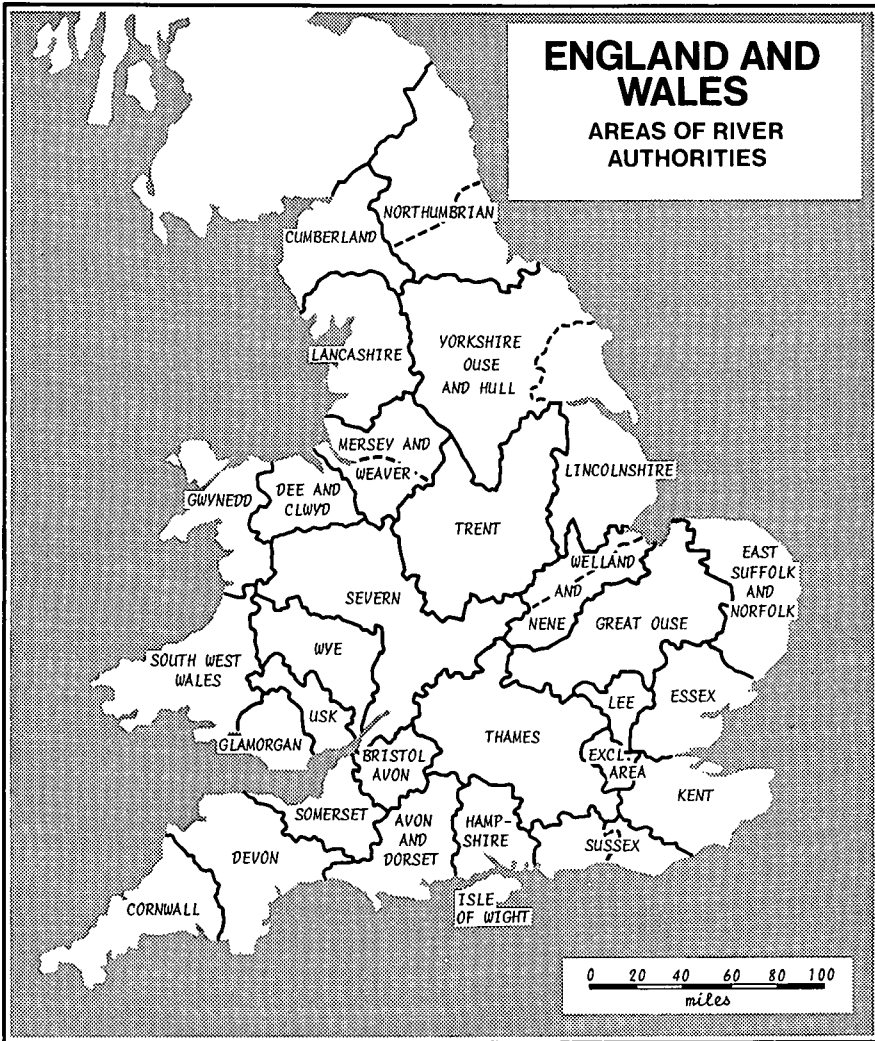 ENGLAND AND
WALES
AREAS OF RIVER
AUTHORITIES
NORTHUMBRIAN
CUMBERLAND
LANCASHIRE
YORKSHIRE
OUSE
AND HULL
MERSEY AND
WEAVER
LINCOLNSHIRE
GWYNEDD
DEE AND
CLWYD
TRENT
WELLAND
AND
NENE
EAST
SUFFOLK
AND
NORFOLK
SEVERN
GREAT OUSE
WYE
SOUTH WEST
WALES
LEE
ESSEX
USK
GLAMORGAN
THAMES
BRISTOL
AVON
EXCL.
AREA
KENT
SOMERSET
AVON
AND
DORSET
HAMP-
SHIRE
SUSSEX
DEVON
CORNWALL
ISLE
OF WIGHT
0 20 40 60 80 100
miles